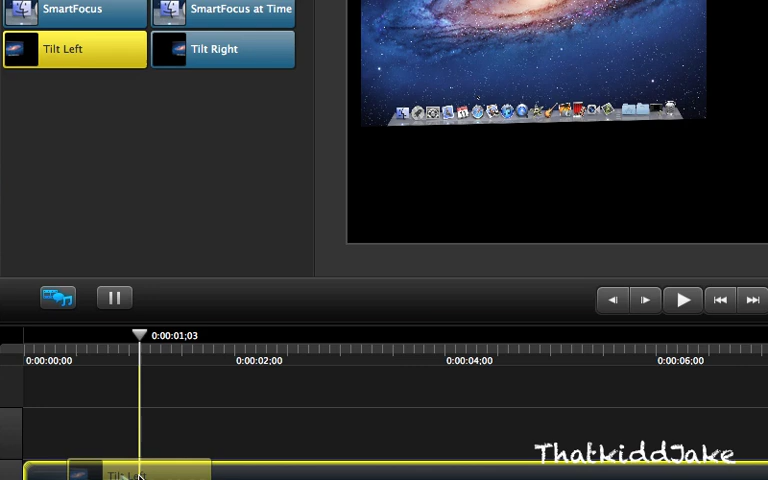 SmartFocus
SmartFocus at Time
Tilt Left
Tilt Right
0:00:01;03
0:00:00;00
0:00:02;00
0:00:04;00
0:00:06;00
Tilt Left
ThatkiddJake